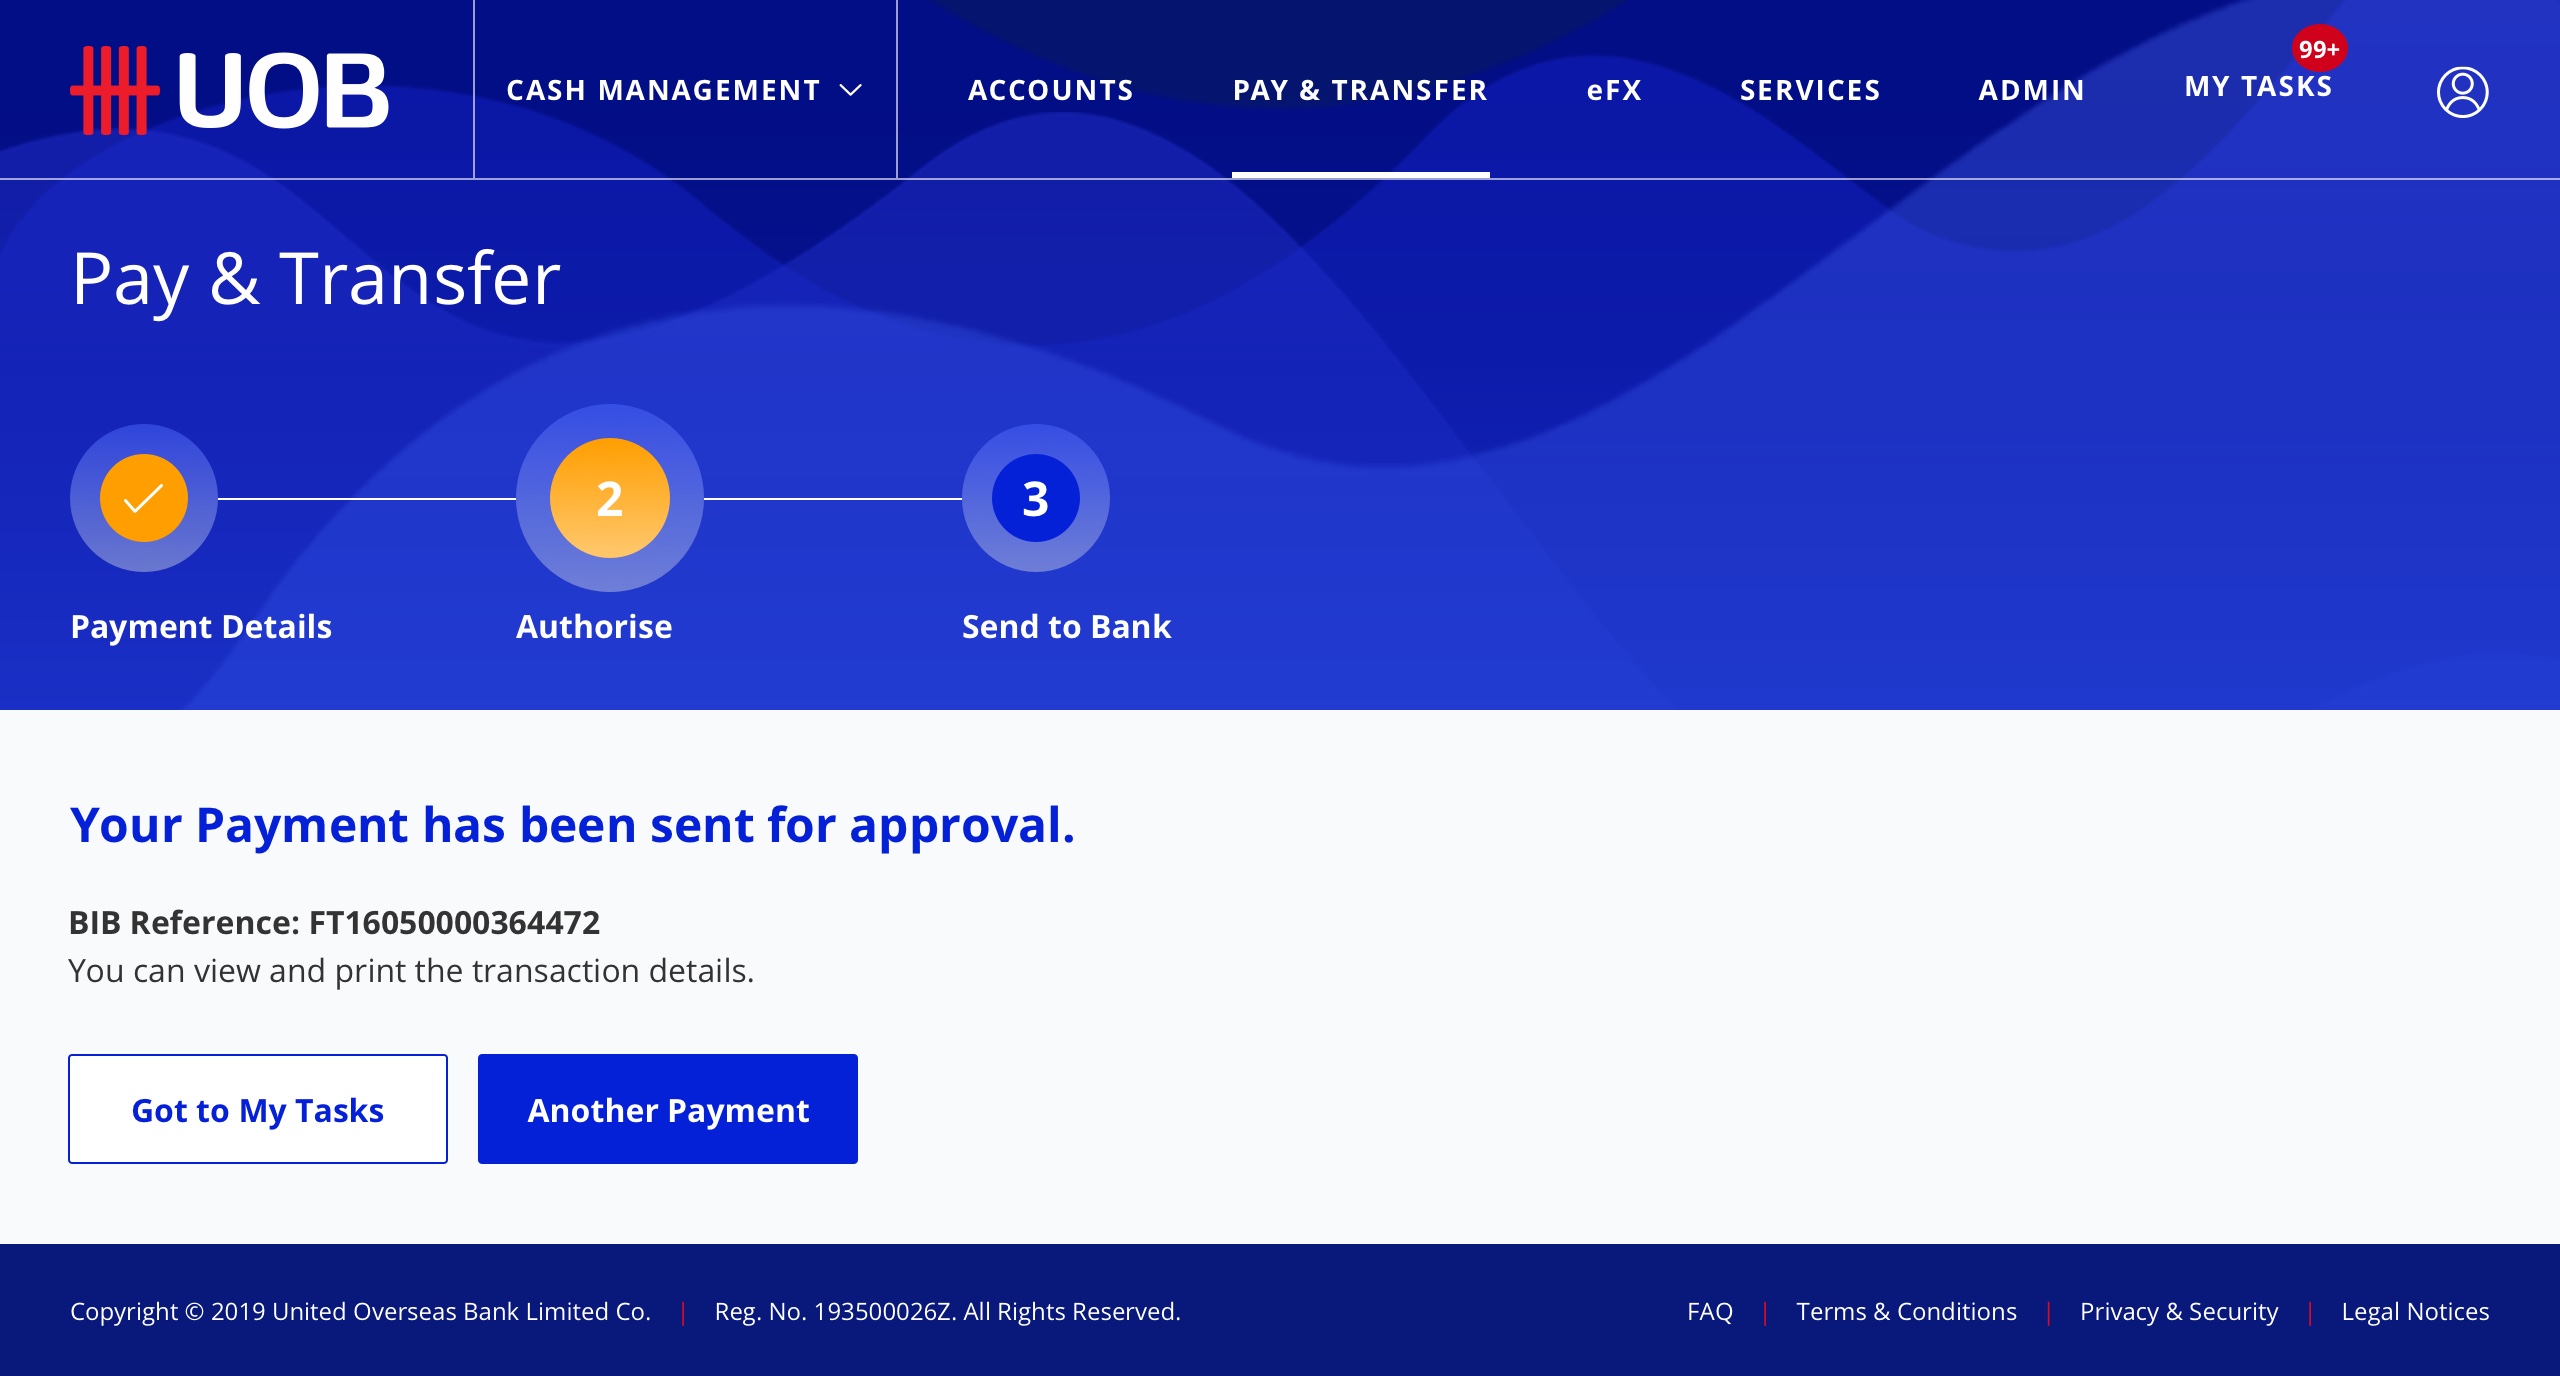 UOB
CASH MANAGEMENT
ACCOUNTS
PAY & TRANSFER
eFX
SERVICES
ADMIN
MY TASKS
99+
Pay & Transfer
2
3
Payment Details
Authorise
Send to Bank
Your Payment has been sent for approval.
BIB Reference: FT16050000364472
You can view and print the transaction details.
Got to My Tasks
Another Payment
Copyright © 2019 United Overseas Bank Limited Co. | Reg. No. 193500026Z. All Rights Reserved.
FAQ | Terms & Conditions | Privacy & Security | Legal Notices